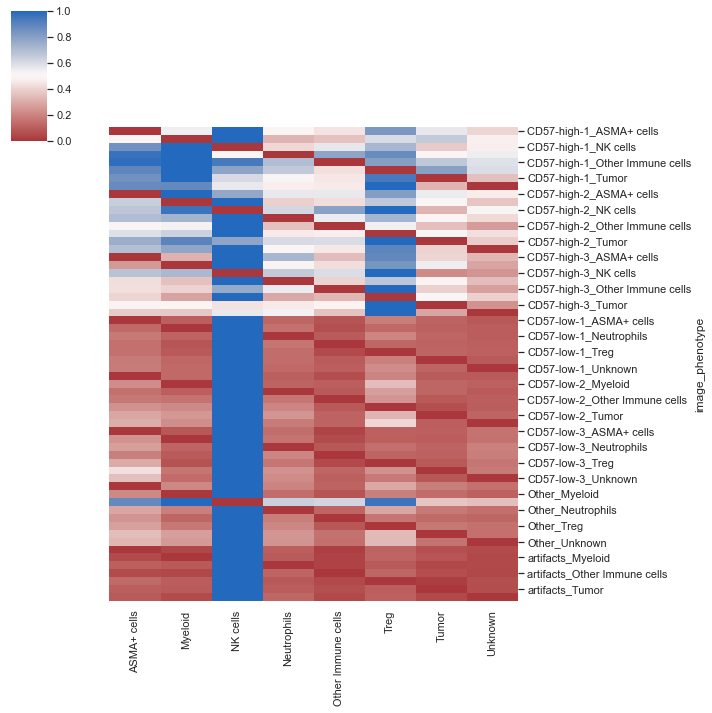 1.0
0.8
0.6
0.4
0.2
0.0
CD57-high-1_ASMA+ cells
CD57-high-1_NK cells
CD57-high-1_Other Immune cells
CD57-high-1_Tumor
CD57-high-2_ASMA+ cells
CD57-high-2_NK cells
CD57-high-2_Other Immune cells
CD57-high-2_Tumor
CD57-high-3_ASMA+ cells
CD57-high-3_NK cells
CD57-high-3_Other Immune cells
CD57-high-3_Tumor
CD57-low-1_ASMA+ cells
CD57-low-1_Neutrophils
CD57-low-1_Treg
CD57-low-1_Unknown
CD57-low-2_Myeloid
CD57-low-2_Other Immune cells
CD57-low-2_Tumor
CD57-low-3_ASMA+ cells
CD57-low-3_Neutrophils
CD57-low-3_Treg
CD57-low-3_Unknown
Other_Myeloid
Other_Neutrophils
Other_Treg
Other_Unknown
artifacts_Myeloid
artifacts_Other Immune cells
artifacts_Tumor
image_phenotype
ASMA+ cells
Myeloid
NK cells
Neutrophils
Other Immune cells
Treg
Tumor
Unknown